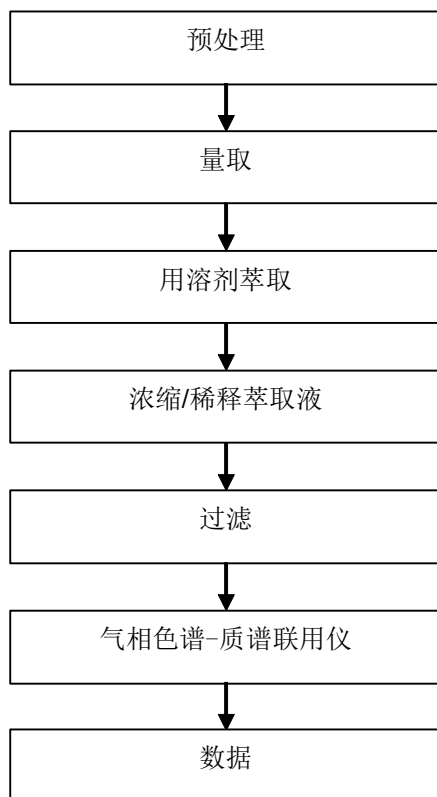 预处理
量取
用溶剂萃取
浓缩/稀释萃取液
过滤
气相色谱-质谱联用仪
数据